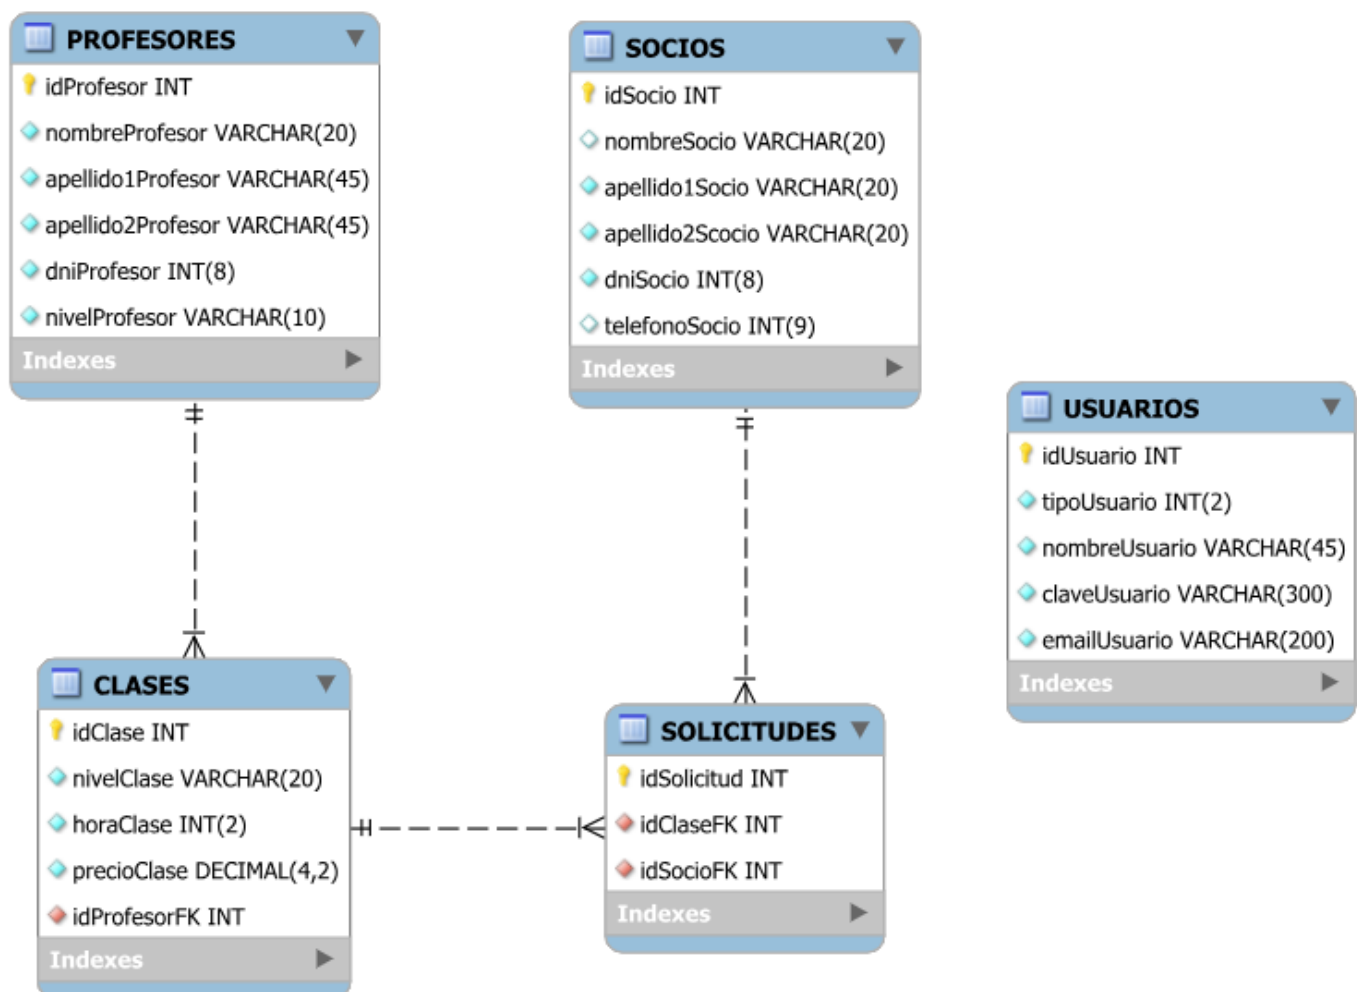 PROFESORES
idProfesor INT
nombreProfesor VARCHAR(20)
apellido1Profesor VARCHAR(45)
apellido2Profesor VARCHAR(45)
dniProfesor INT(8)
nivelProfesor VARCHAR(10)
Indexes
SOCIOS
idSocio INT
nombreSocio VARCHAR(20)
apellido1Socio VARCHAR(20)
apellido2Scocio VARCHAR(20)
dniSocio INT(8)
telefonoSocio INT(9)
Indexes
USUARIOS
idUsuario INT
tipoUsuario INT(2)
nombreUsuario VARCHAR(45)
claveUsuario VARCHAR(300)
emailUsuario VARCHAR(200)
Indexes
CLASES
idClase INT
nivelClase VARCHAR(20)
horaClase INT(2)
precioClase DECIMAL(4,2)
idProfesorFK INT
Indexes
SOLICITUDES
idSolicitud INT
idClaseFK INT
idSocioFK INT
Indexes